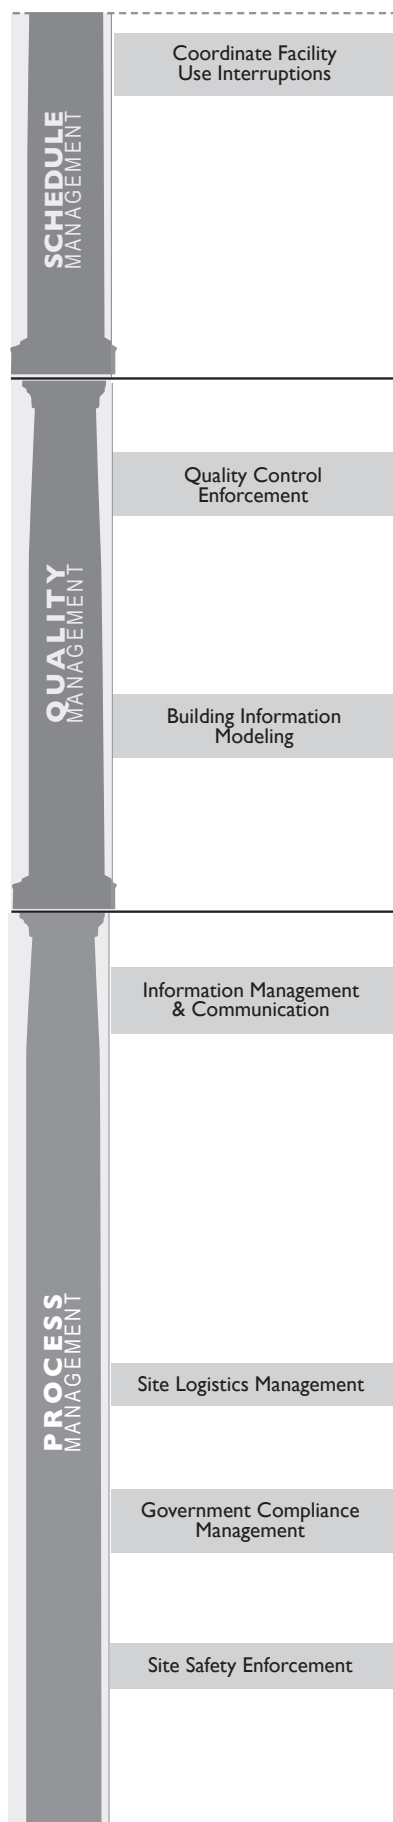 Coordinate Facility
Use Interruptions
SCHEDULE
MANAGEMENT
Quality Control
Enforcement
QUALITY
MANAGEMENT
Building Information
Modeling
Information Management
& Communication
PROCESS
MANAGEMENT
Site Logistics Management
Government Compliance
Management
Site Safety Enforcement